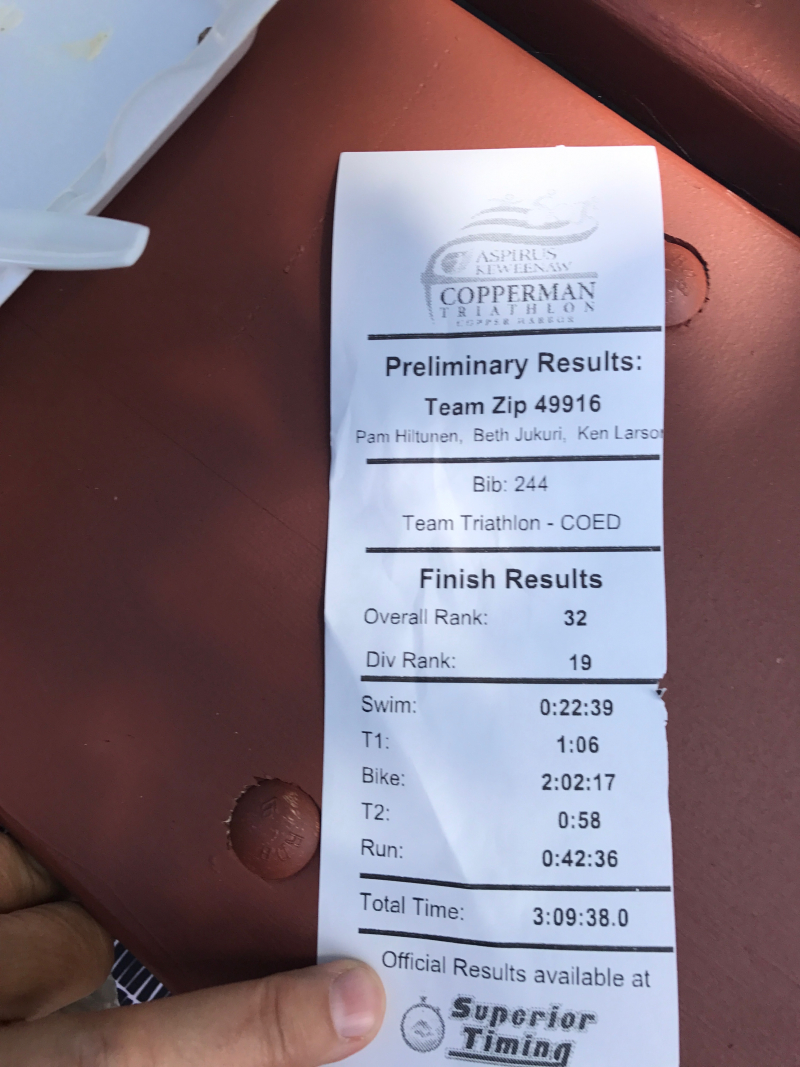 ASPIRUS
KEWEENAW
COPPERMAN
TRIATHLON
COPPER HARBOR
Preliminary Results:
Team Zip 49916
Pam Hiltunen, Beth Jukuri, Ken Larson
Bib: 244
Team Triathlon - COED
Finish Results
Overall Rank: 32
Div Rank: 19
Swim: 0:22:39
T1: 1:06
Bike: 2:02:17
T2: 0:58
Run: 0:42:36
Total Time: 3:09:38.0
Official Results available at
Superior
Timing